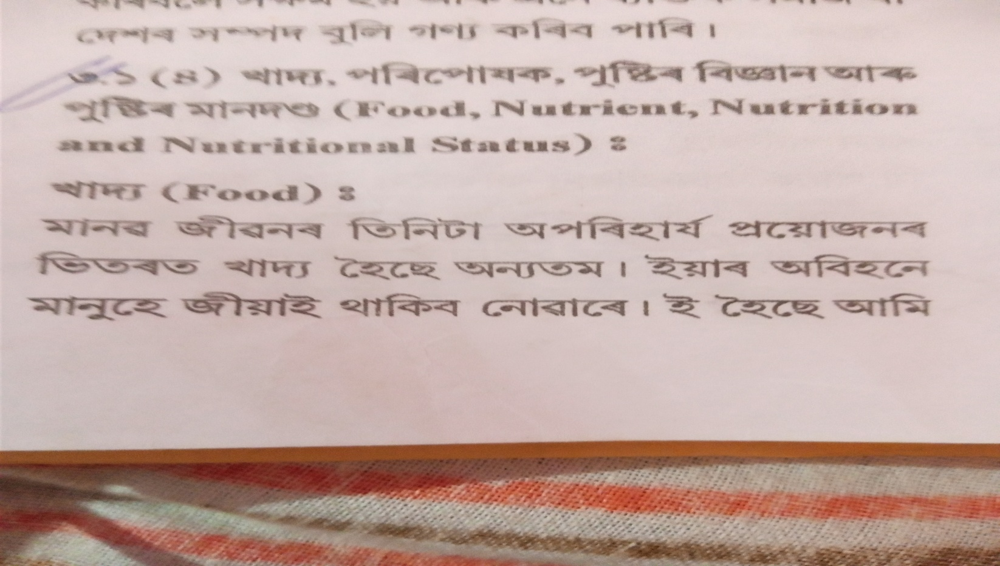 দেশৰ সম্পদ বুলি গণ্য কৰিব পাৰি ।
৩.১ (৪) খাদ্য, পৰিপোষক, পুষ্টিৰ বিজ্ঞান আৰু
পুষ্টিৰ মানদণ্ড (Food, Nutrient, Nutrition
and Nutritional Status) ঃ
খাদ্য (Food) ঃ
মানৱ জীৱনৰ তিনিটা অপৰিহাৰ্য প্ৰয়োজনৰ
ভিতৰত খাদ্য হৈছে অন্যতম । ইয়াৰ অবিহনে
মানুহে জীয়াই থাকিব নোৱাৰে । ই হৈছে আমি